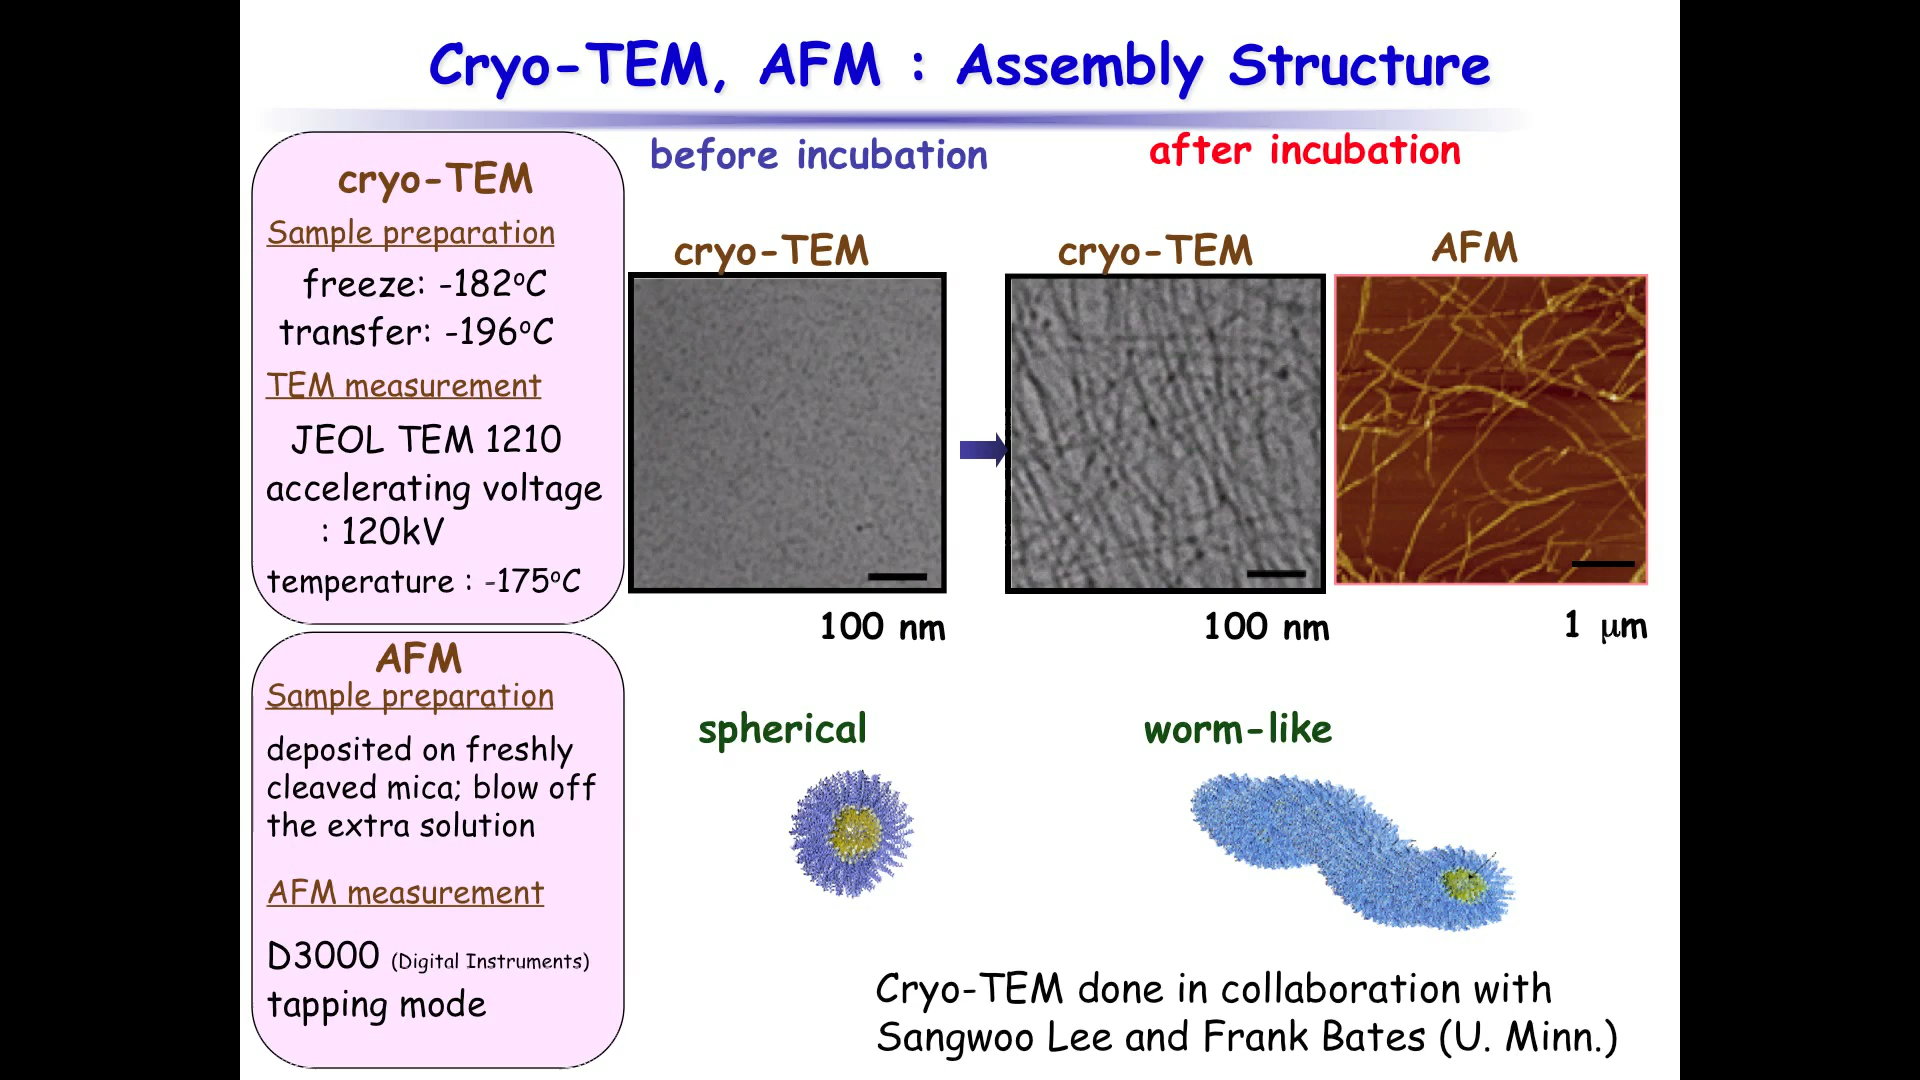 Cryo-TEM, AFM : Assembly Structure
cryo-TEM
Sample preparation
freeze: -182ºC
transfer: -196ºC
TEM measurement
JEOL TEM 1210
accelerating voltage
: 120kV
temperature : -175ºC
AFM
Sample preparation
deposited on freshly
cleaved mica; blow off
the extra solution
AFM measurement
D3000 (Digital Instruments)
tapping mode
before incubation
after incubation
cryo-TEM
cryo-TEM
AFM
100 nm
100 nm
1 μm
spherical
worm-like
Cryo-TEM done in collaboration with
Sangwoo Lee and Frank Bates (U. Minn.)